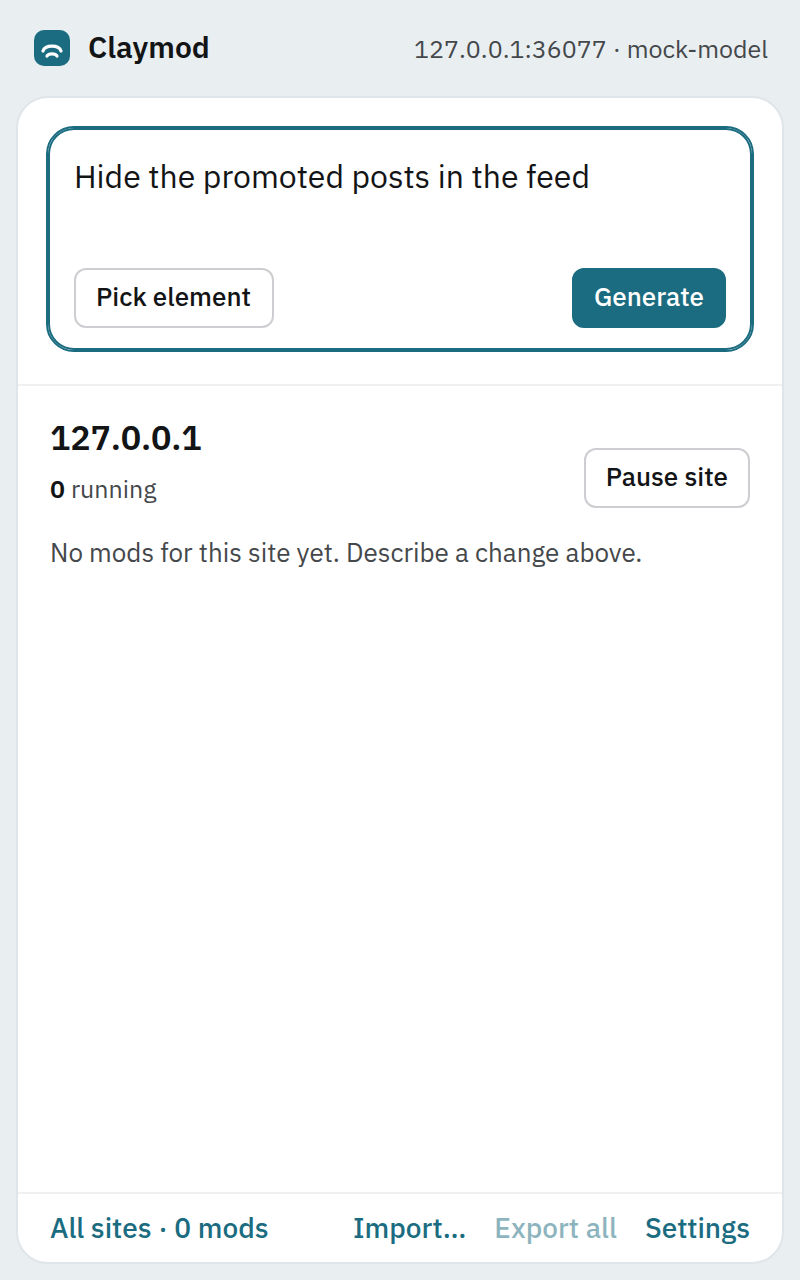 Claymod
127.0.0.1:36077 · mock-model
Hide the promoted posts in the feed
Pick element
Generate
127.0.0.1
0 running
Pause site
No mods for this site yet. Describe a change above.
All sites · 0 mods
Import...
Export all
Settings